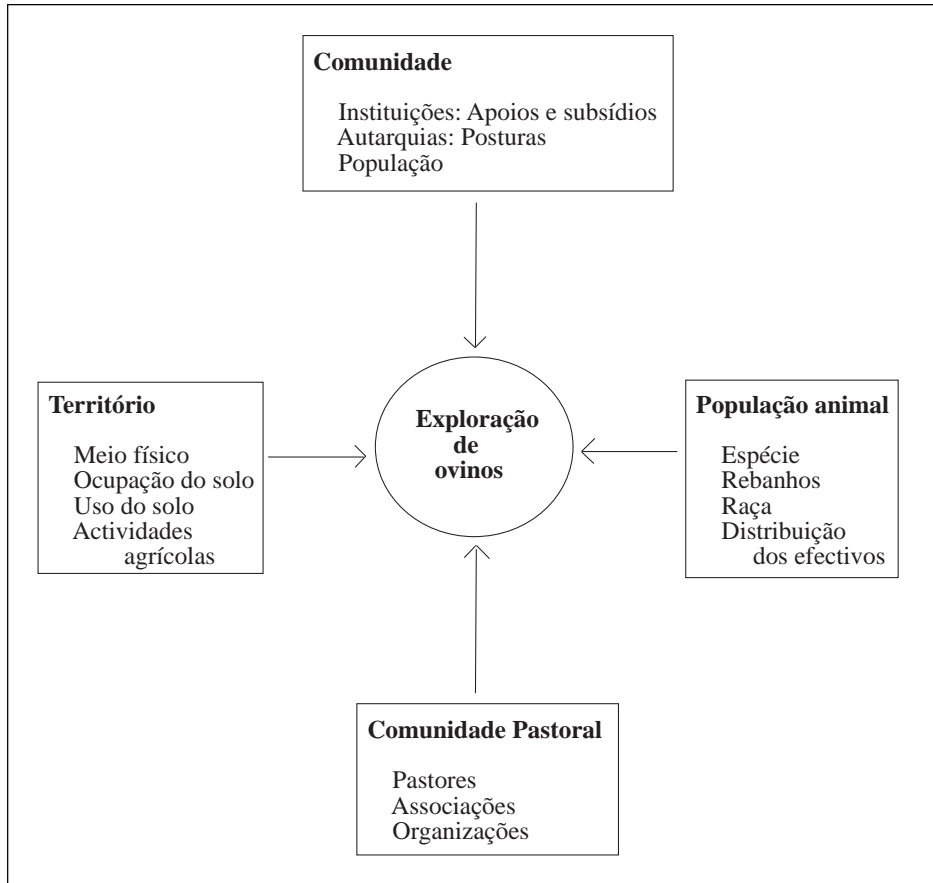 Comunidade
Instituições: Apoios e subsídios
Autarquias: Posturas
População
Território
Meio físico
Ocupação do solo
Uso do solo
Actividades
agrícolas
Exploração
de
ovinos
População animal
Espécie
Rebanhos
Raça
Distribuição
dos efectivos
Comunidade Pastoral
Pastores
Associações
Organizações